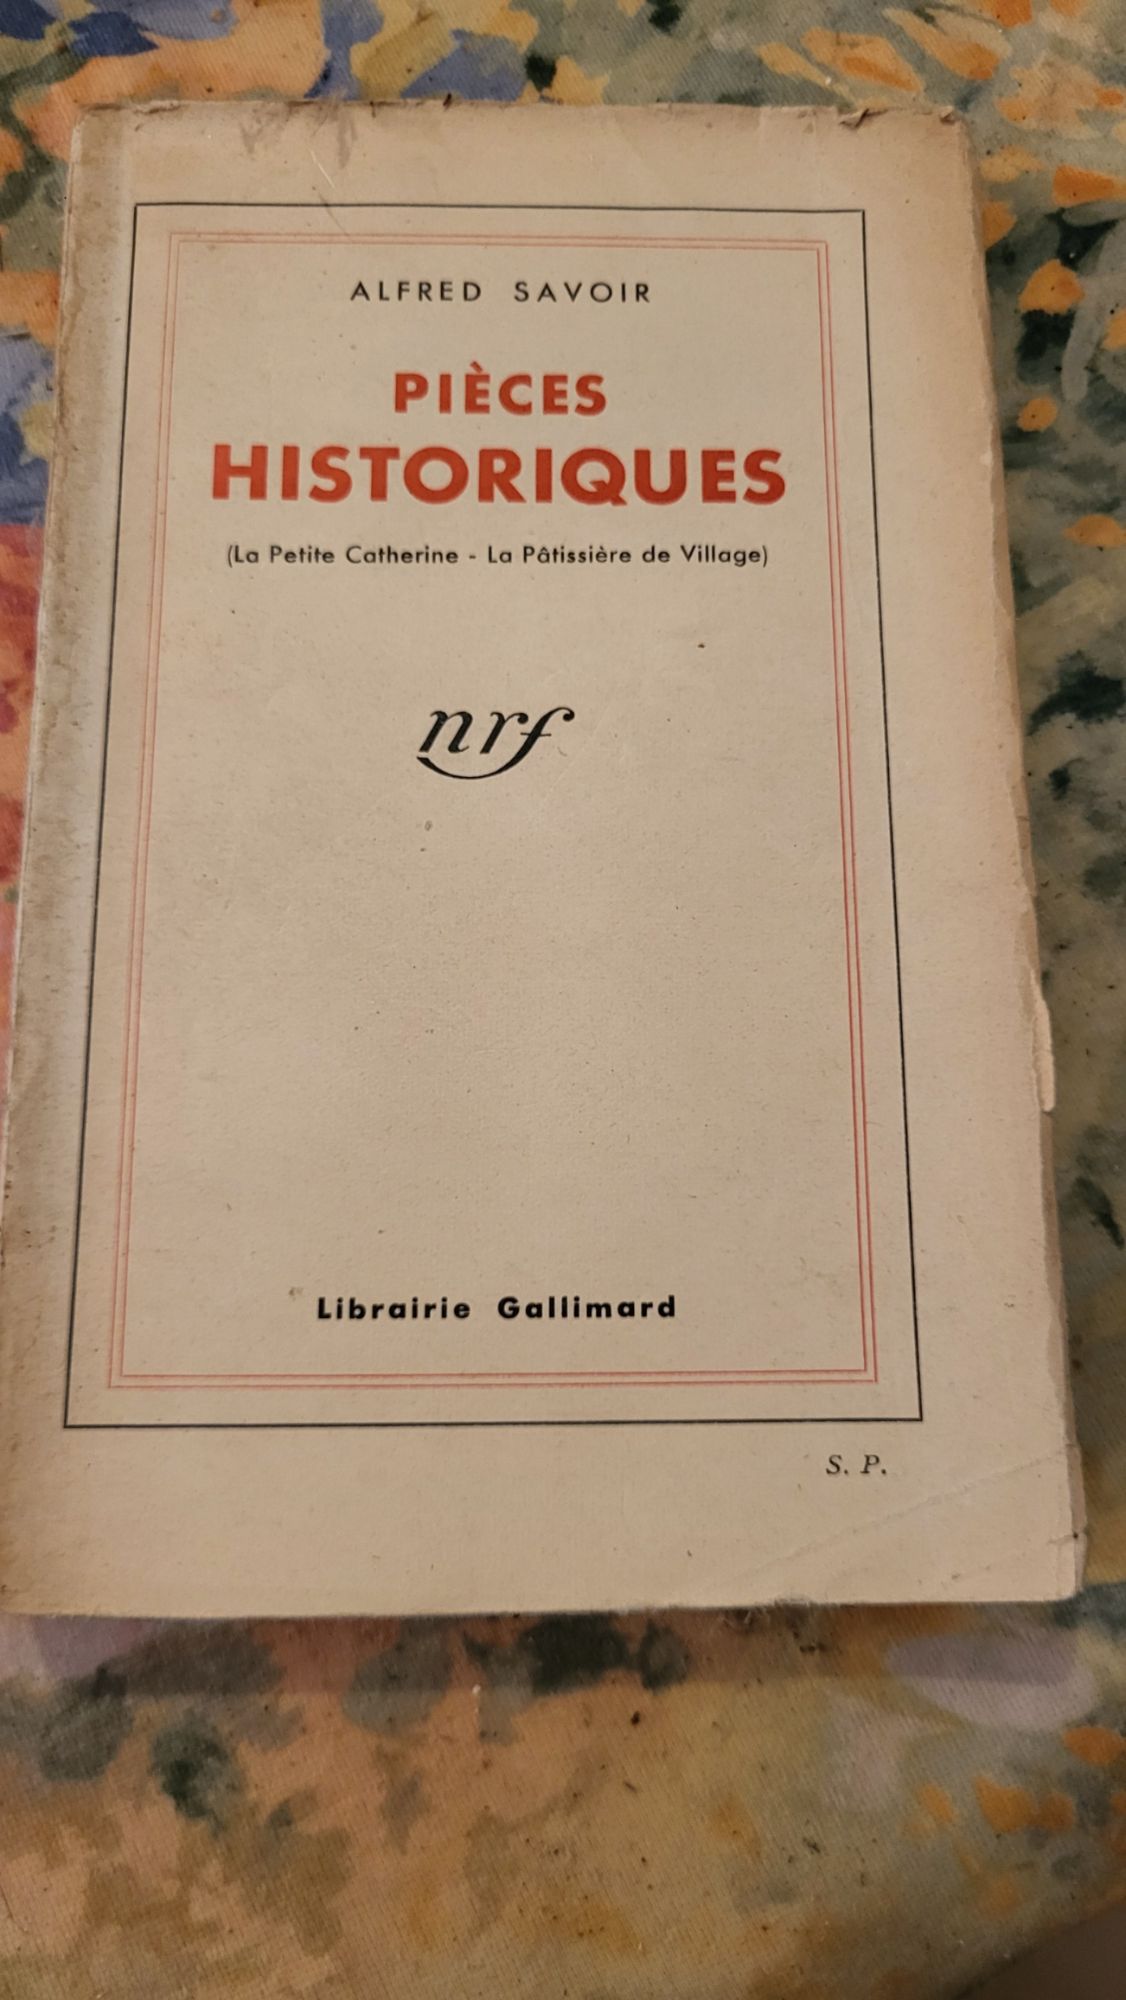 ALFRED SAVOIR
PIÈCES
HISTORIQUES
(La Petite Catherine - La Pâtissière de Village)
nrf
Librairie Gallimard
S. P.